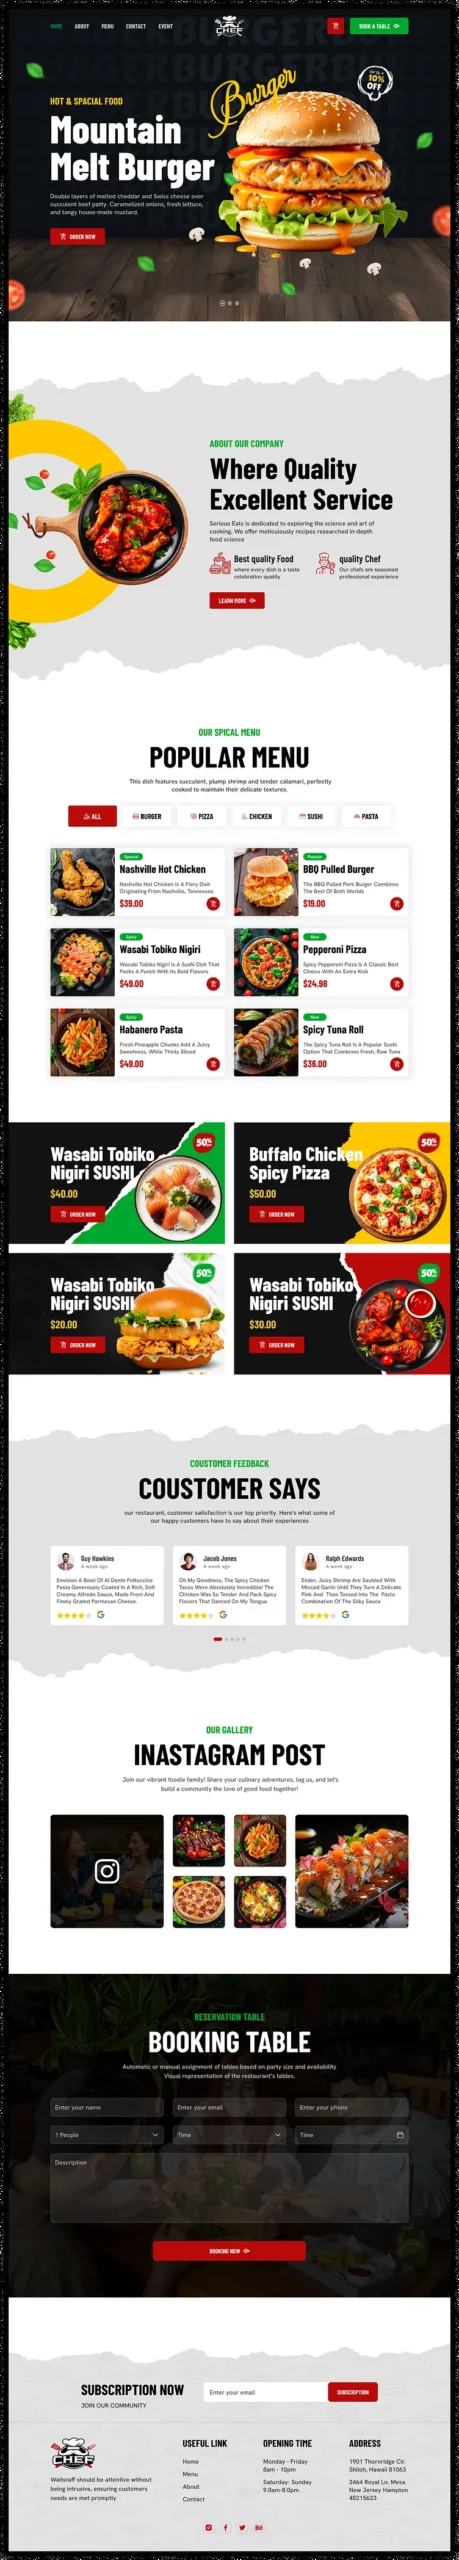 HOME ABOUT MENU CONTACT EVENT
CHEF
BOOK A TABLE
HOT & SPACIAL FOOD
Mountain
Melt Burger
Burger
10%
OFF
Double layers of melted cheddar and Swiss cheese over
succulent beef patty. Caramelized onions, fresh lettuce,
and tangy house-made mustard.
ORDER NOW
ABOUT OUR COMPANY
Where Quality
Excellent Service
Serious Eats is dedicated to exploring the science and art of
cooking. We offer meticulously recipes researched in-depth
food science
Best quality Food
where every dish is a taste
celebration quality
quality Chef
Our chefs are seasoned
professional experience
LEARN MORE
OUR SPICAL MENU
POPULAR MENU
This dish features succulent, plump shrimp and tender calamari, perfectly
cooked to maintain their delicate textures.
ALL BURGER PIZZA CHICKEN SUSHI PASTA
Special
Nashville Hot Chicken
Nashville Hot Chicken Is A Fiery Dish
Originating From Nashville, Tennessee.
$39.00
Popular
BBQ Pulled Burger
The BBQ Pulled Pork Burger Combines
The Best Of Both Worlds
$19.00
Spicy
Wasabi Tobiko Nigiri
Wasabi Tobiko Nigiri Is A Sushi Dish That
Packs A Punch With Its Bold Flavors
$49.00
New
Pepperoni Pizza
Spicy Pepperoni Pizza Is A Classic Best
Choice With An Extra Kick
$24.98
Spicy
Habanero Pasta
Fresh Pineapple Chunks Add A Juicy
Sweetness, While Thinly Sliced
$49.00
New
Spicy Tuna Roll
The Spicy Tuna Roll Is A Popular Sushi
Option That Combines Fresh, Raw Tuna
$36.00
Wasabi Tobiko
Nigiri SUSHI
$40.00
ORDER NOW
50%
Buffalo Chicken
Spicy Pizza
$50.00
ORDER NOW
50%
Wasabi Tobiko
Nigiri SUSHI
$20.00
ORDER NOW
50%
Wasabi Tobiko
Nigiri SUSHI
$30.00
ORDER NOW
50%
COUSTOMER FEEDBACK
COUSTOMER SAYS
our restaurant, customer satisfaction is our top priority. Here's what some of
our happy customers have to say about their experiences
Guy Hawkins
A week ago
Envision A Bowl Of Al Dente Fettuccine
Pasta Generously Coated In A Rich, Soft
Creamy Alfredo Sauce, Made From And
Finely Grated Parmesan Cheese.
Jacob Jones
A week ago
Oh My Goodness, The Spicy Chicken
Tacos Were Absolutely Incredible! The
Chicken Was So Tender And Pack Spicy
Flavors That Danced On My Tongue.
Ralph Edwards
A week ago
Ender, Juicy Shrimp Are Sautéed With
Minced Garlic Until They Turn A Delicate
Pink And Then Tossed Into The Pasta
Combination Of The Silky Sauce
OUR GALLERY
INASTAGRAM POST
Join our vibrant foodie family! Share your culinary adventures, tag us, and let's
build a community the love of good food together!
RESERVATION TABLE
BOOKING TABLE
Automatic or manual assignment of tables based on party size and availability
Visual representation of the restaurant's tables.
Enter your name
Enter your email
Enter your phone
1 People
Time
Time
Description
BOOKING NOW
SUBSCRIPTION NOW
JOIN OUR COMMUNITY
Enter your email
SUBSCRIPTION
CHEF
Waitstaff should be attentive without
being intrusive, ensuring customers
needs are met promptly
USEFUL LINK
Home
Menu
About
Contact
OPENING TIME
Monday - Friday
8am - 10pm
Saturday- Sunday
9.0am-8.0pm
ADDRESS
1901 Thornridge Cir.
Shiloh, Hawaii 81063
2464 Royal Ln. Mesa
New Jersey Hampton
45215623
Bē